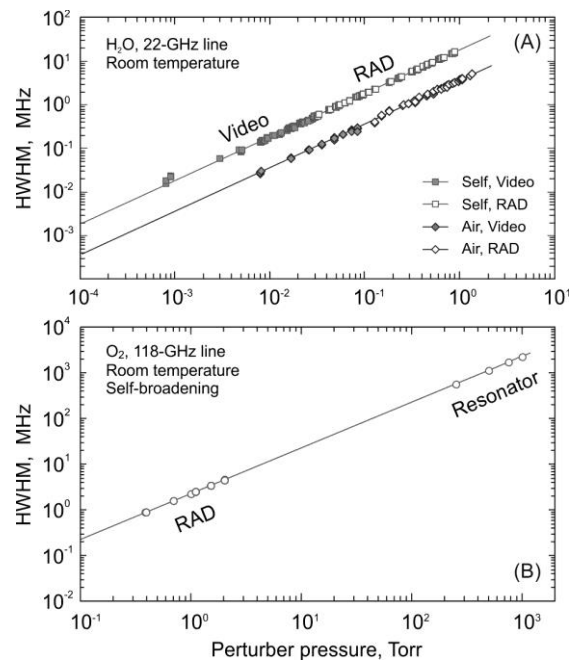 10²
10¹
10⁰
10⁻¹
10⁻²
10⁻³
HWHM, MHz
H₂O, 22-GHz line
Room temperature
(A)
RAD
Video
Self, Video
Self, RAD
Air, Video
Air, RAD
10⁻⁴ 10⁻³ 10⁻² 10⁻¹ 10⁰ 10¹
10⁴
10³
10²
10¹
10⁰
10⁻¹
10⁻²
HWHM, MHz
O₂, 118-GHz line
Room temperature
Self-broadening
Resonator
RAD
(B)
10⁻¹ 10⁰ 10¹ 10² 10³
Perturber pressure, Torr